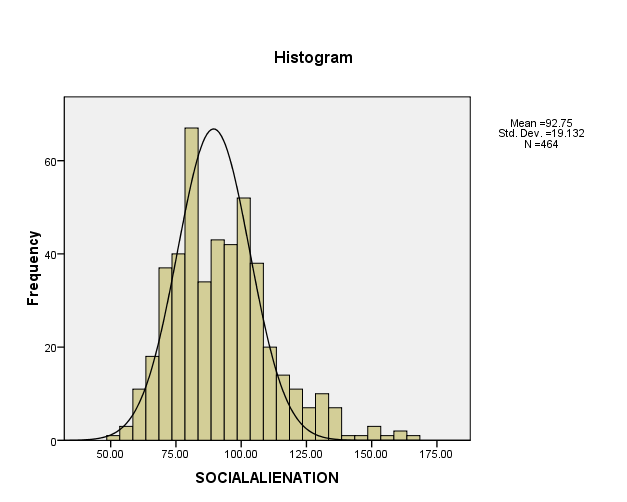 Histogram
Mean =92.75
Std. Dev. =19.132
N =464
60
40
20
0
Frequency
50.00 75.00 100.00 125.00 150.00 175.00
SOCIALALIENATION